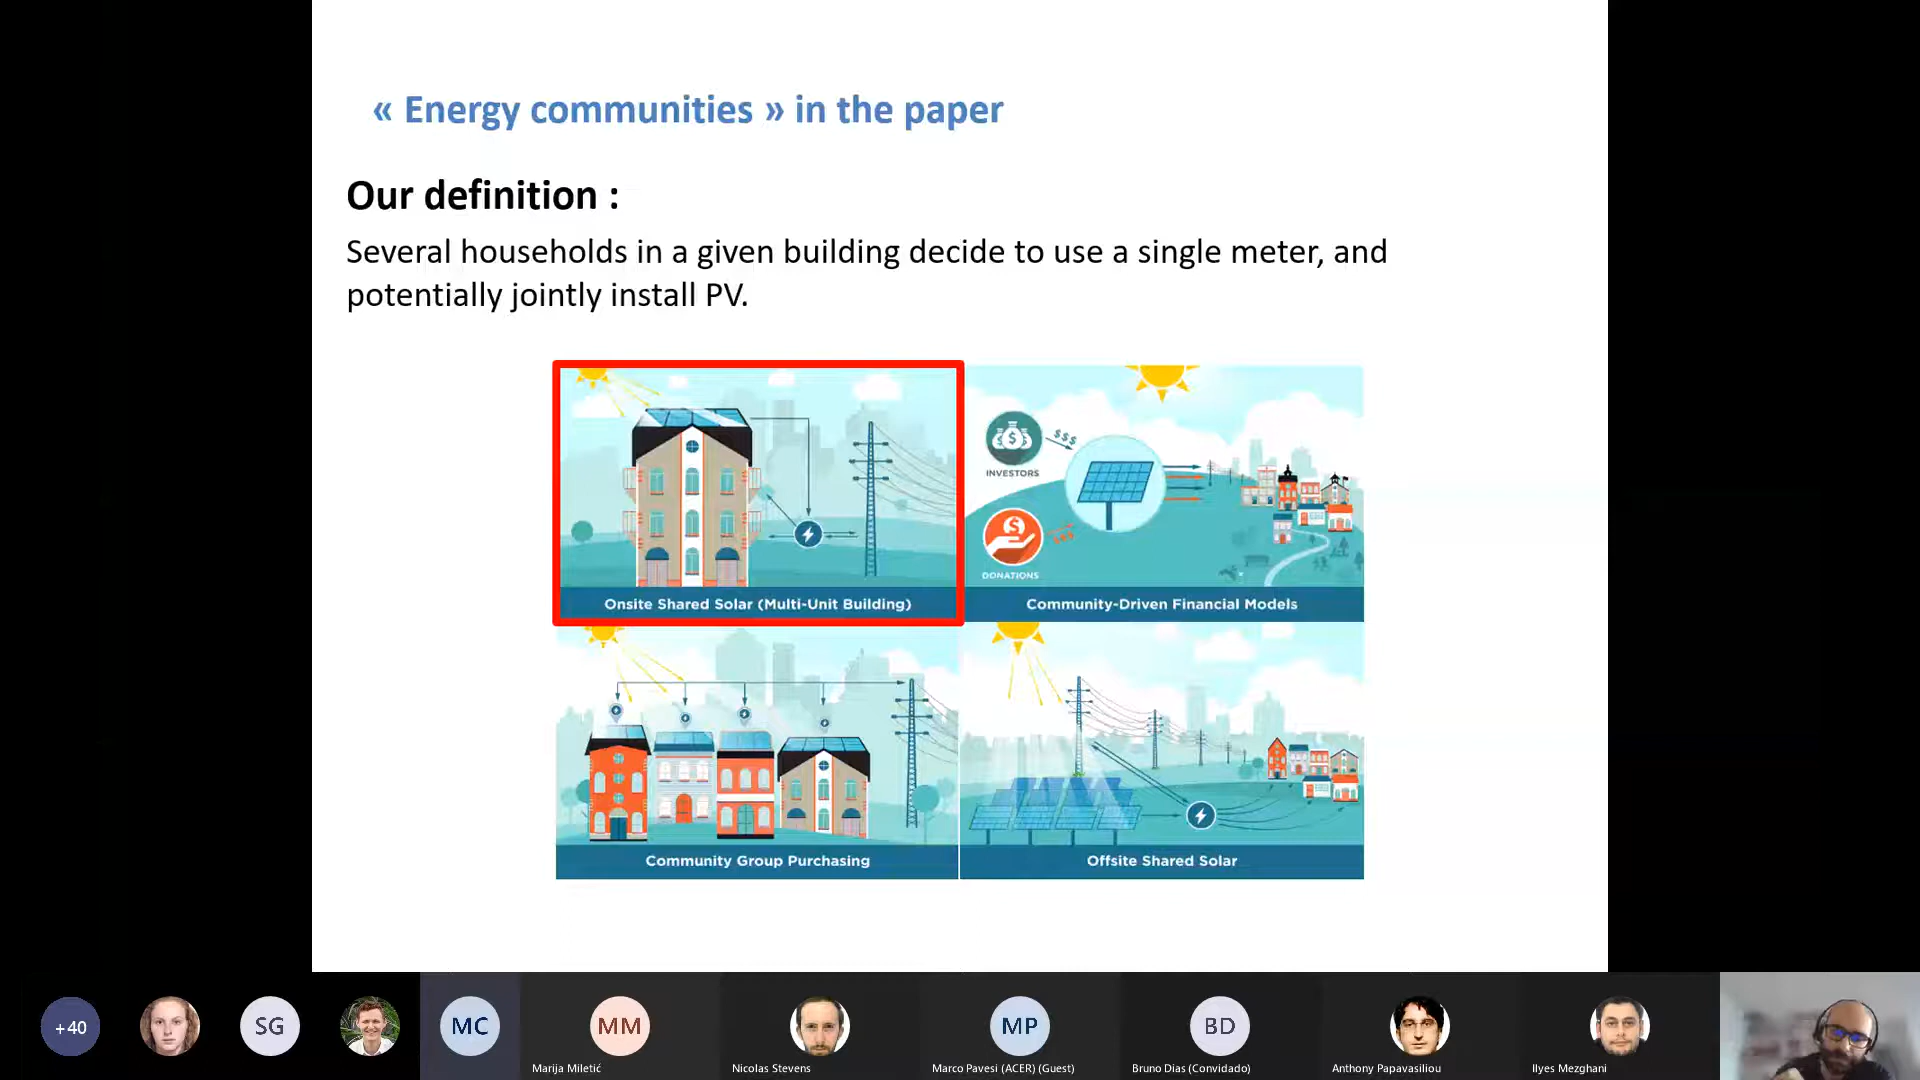 « Energy communities » in the paper
Our definition :
Several households in a given building decide to use a single meter, and
potentially jointly install PV.
$$$
INVESTORS
DONATIONS
Onsite Shared Solar (Multi-Unit Building)
Community-Driven Financial Models
Community Group Purchasing
Offsite Shared Solar
+40
SG
MC
MM
MP
BD
Marija Miletić
Nicolas Stevens
Marco Pavesi (ACER) (Guest)
Bruno Dias (Convidado)
Anthony Papavasiliou
Ilyes Mezghani